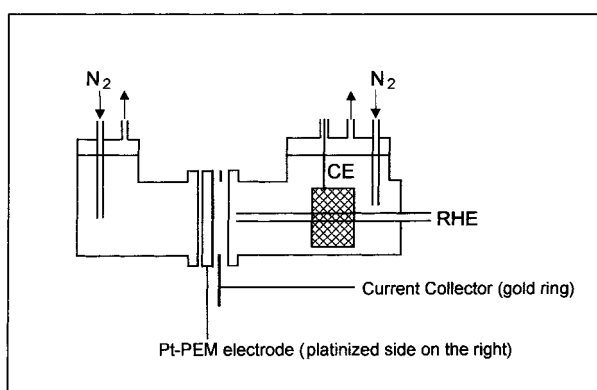 N2
N2
CE
RHE
Current Collector (gold ring)
Pt-PEM electrode (platinized side on the right)